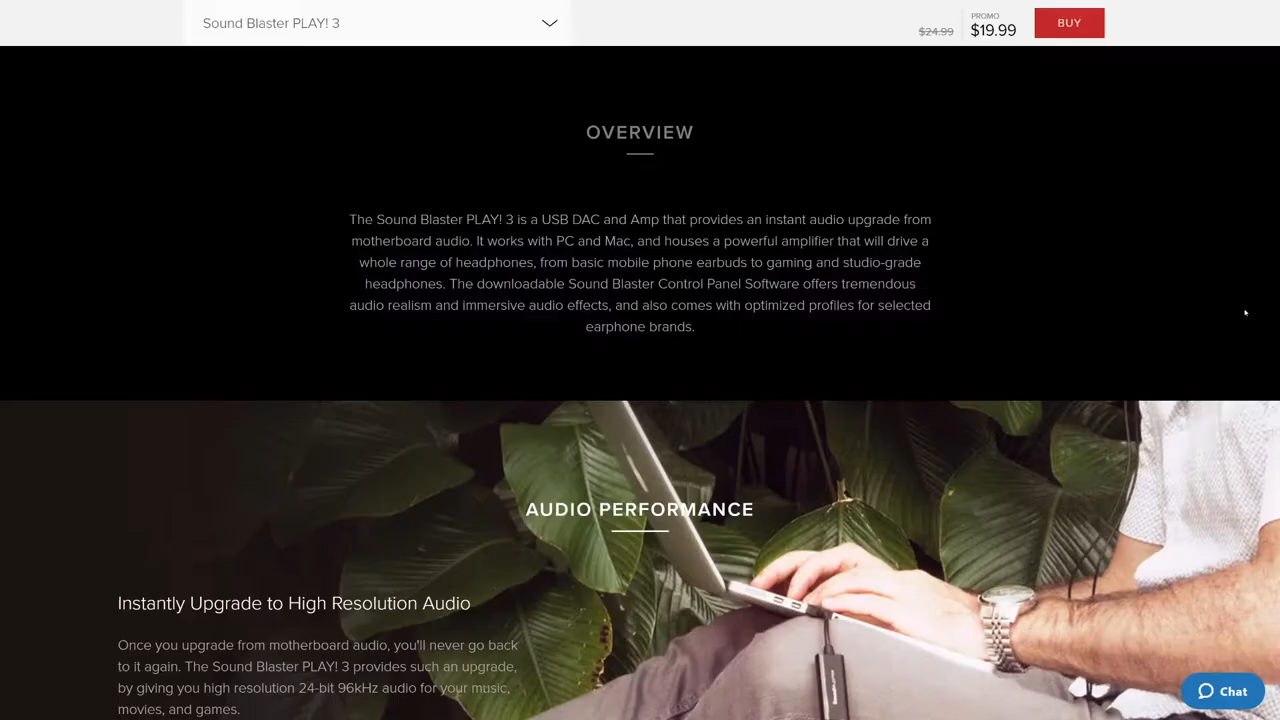 Sound Blaster PLAY! 3
$24.99
PROMO
$19.99
BUY
OVERVIEW
The Sound Blaster PLAY! 3 is a USB DAC and Amp that provides an instant audio upgrade from
motherboard audio. It works with PC and Mac, and houses a powerful amplifier that will drive a
whole range of headphones, from basic mobile phone earbuds to gaming and studio-grade
headphones. The downloadable Sound Blaster Control Panel Software offers tremendous
audio realism and immersive audio effects, and also comes with optimized profiles for selected
earphone brands.
AUDIO PERFORMANCE
Instantly Upgrade to High Resolution Audio
Once you upgrade from motherboard audio, you'll never go back
to it again. The Sound Blaster PLAY! 3 provides such an upgrade,
by giving you high resolution 24-bit 96kHz audio for your music,
movies, and games.
Chat